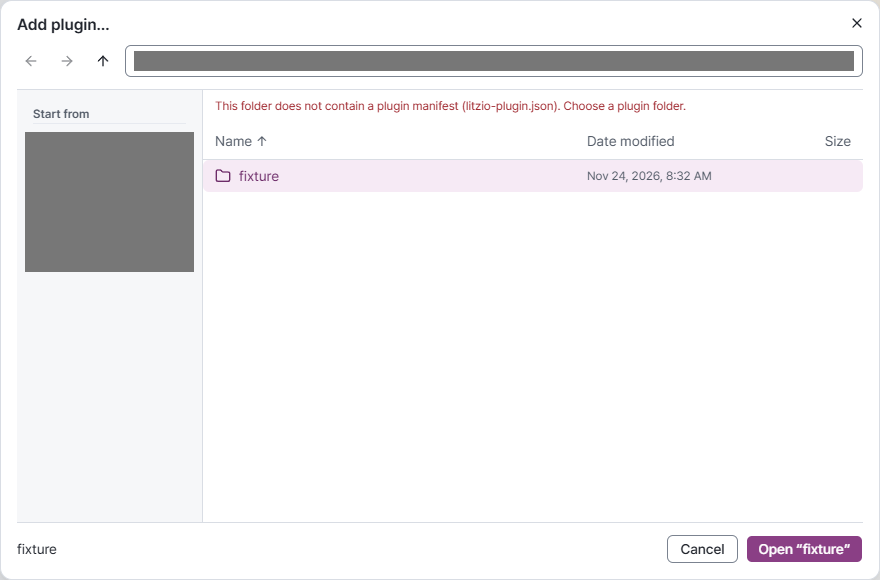 Add plugin...
Start from
This folder does not contain a plugin manifest (litzio-plugin.json). Choose a plugin folder.
Name Date modified Size
fixture Nov 24, 2026, 8:32 AM
fixture Cancel Open “fixture”